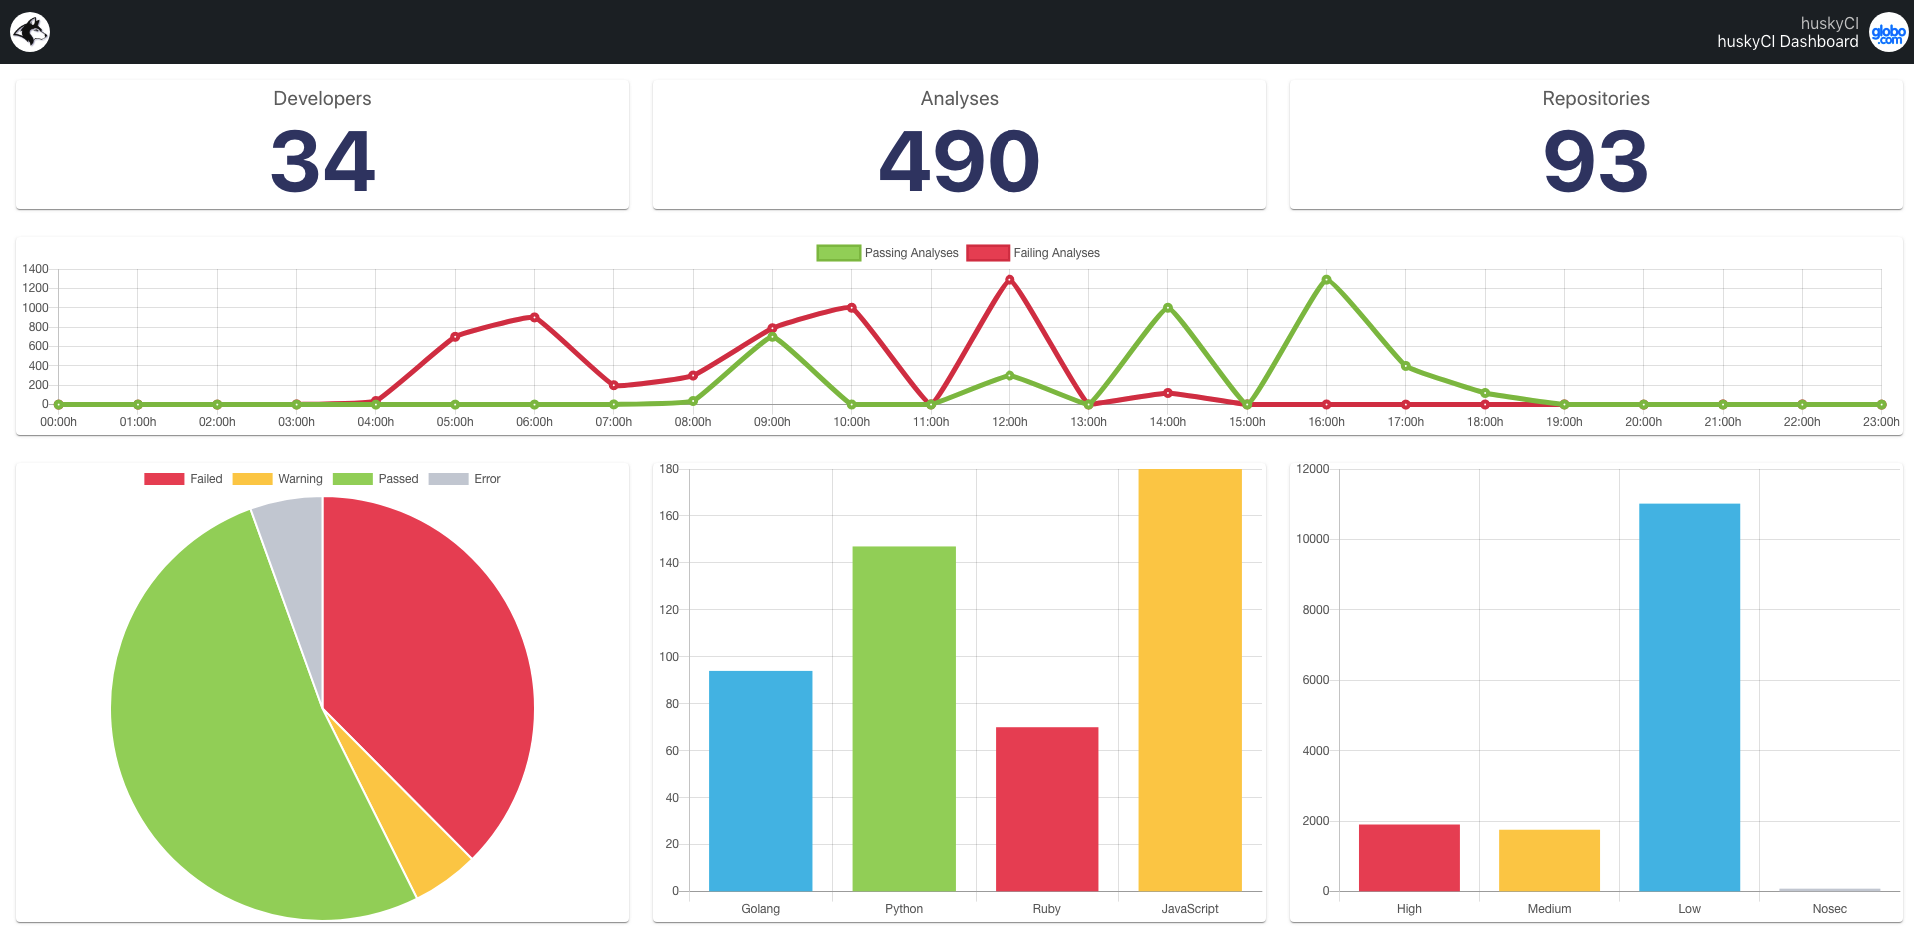 huskyCI
huskyCI Dashboard
globo
.com
Developers
34
Analyses
490
Repositories
93
Passing Analyses Failing Analyses
1400
1200
1000
800
600
400
200
0
00:00h 01:00h 02:00h 03:00h 04:00h 05:00h 06:00h 07:00h 08:00h 09:00h 10:00h 11:00h 12:00h 13:00h 14:00h 15:00h 16:00h 17:00h 18:00h 19:00h 20:00h 21:00h 22:00h 23:00h
Failed Warning Passed Error
180
160
140
120
100
80
60
40
20
0
Golang Python Ruby JavaScript
12000
10000
8000
6000
4000
2000
0
High Medium Low Nosec